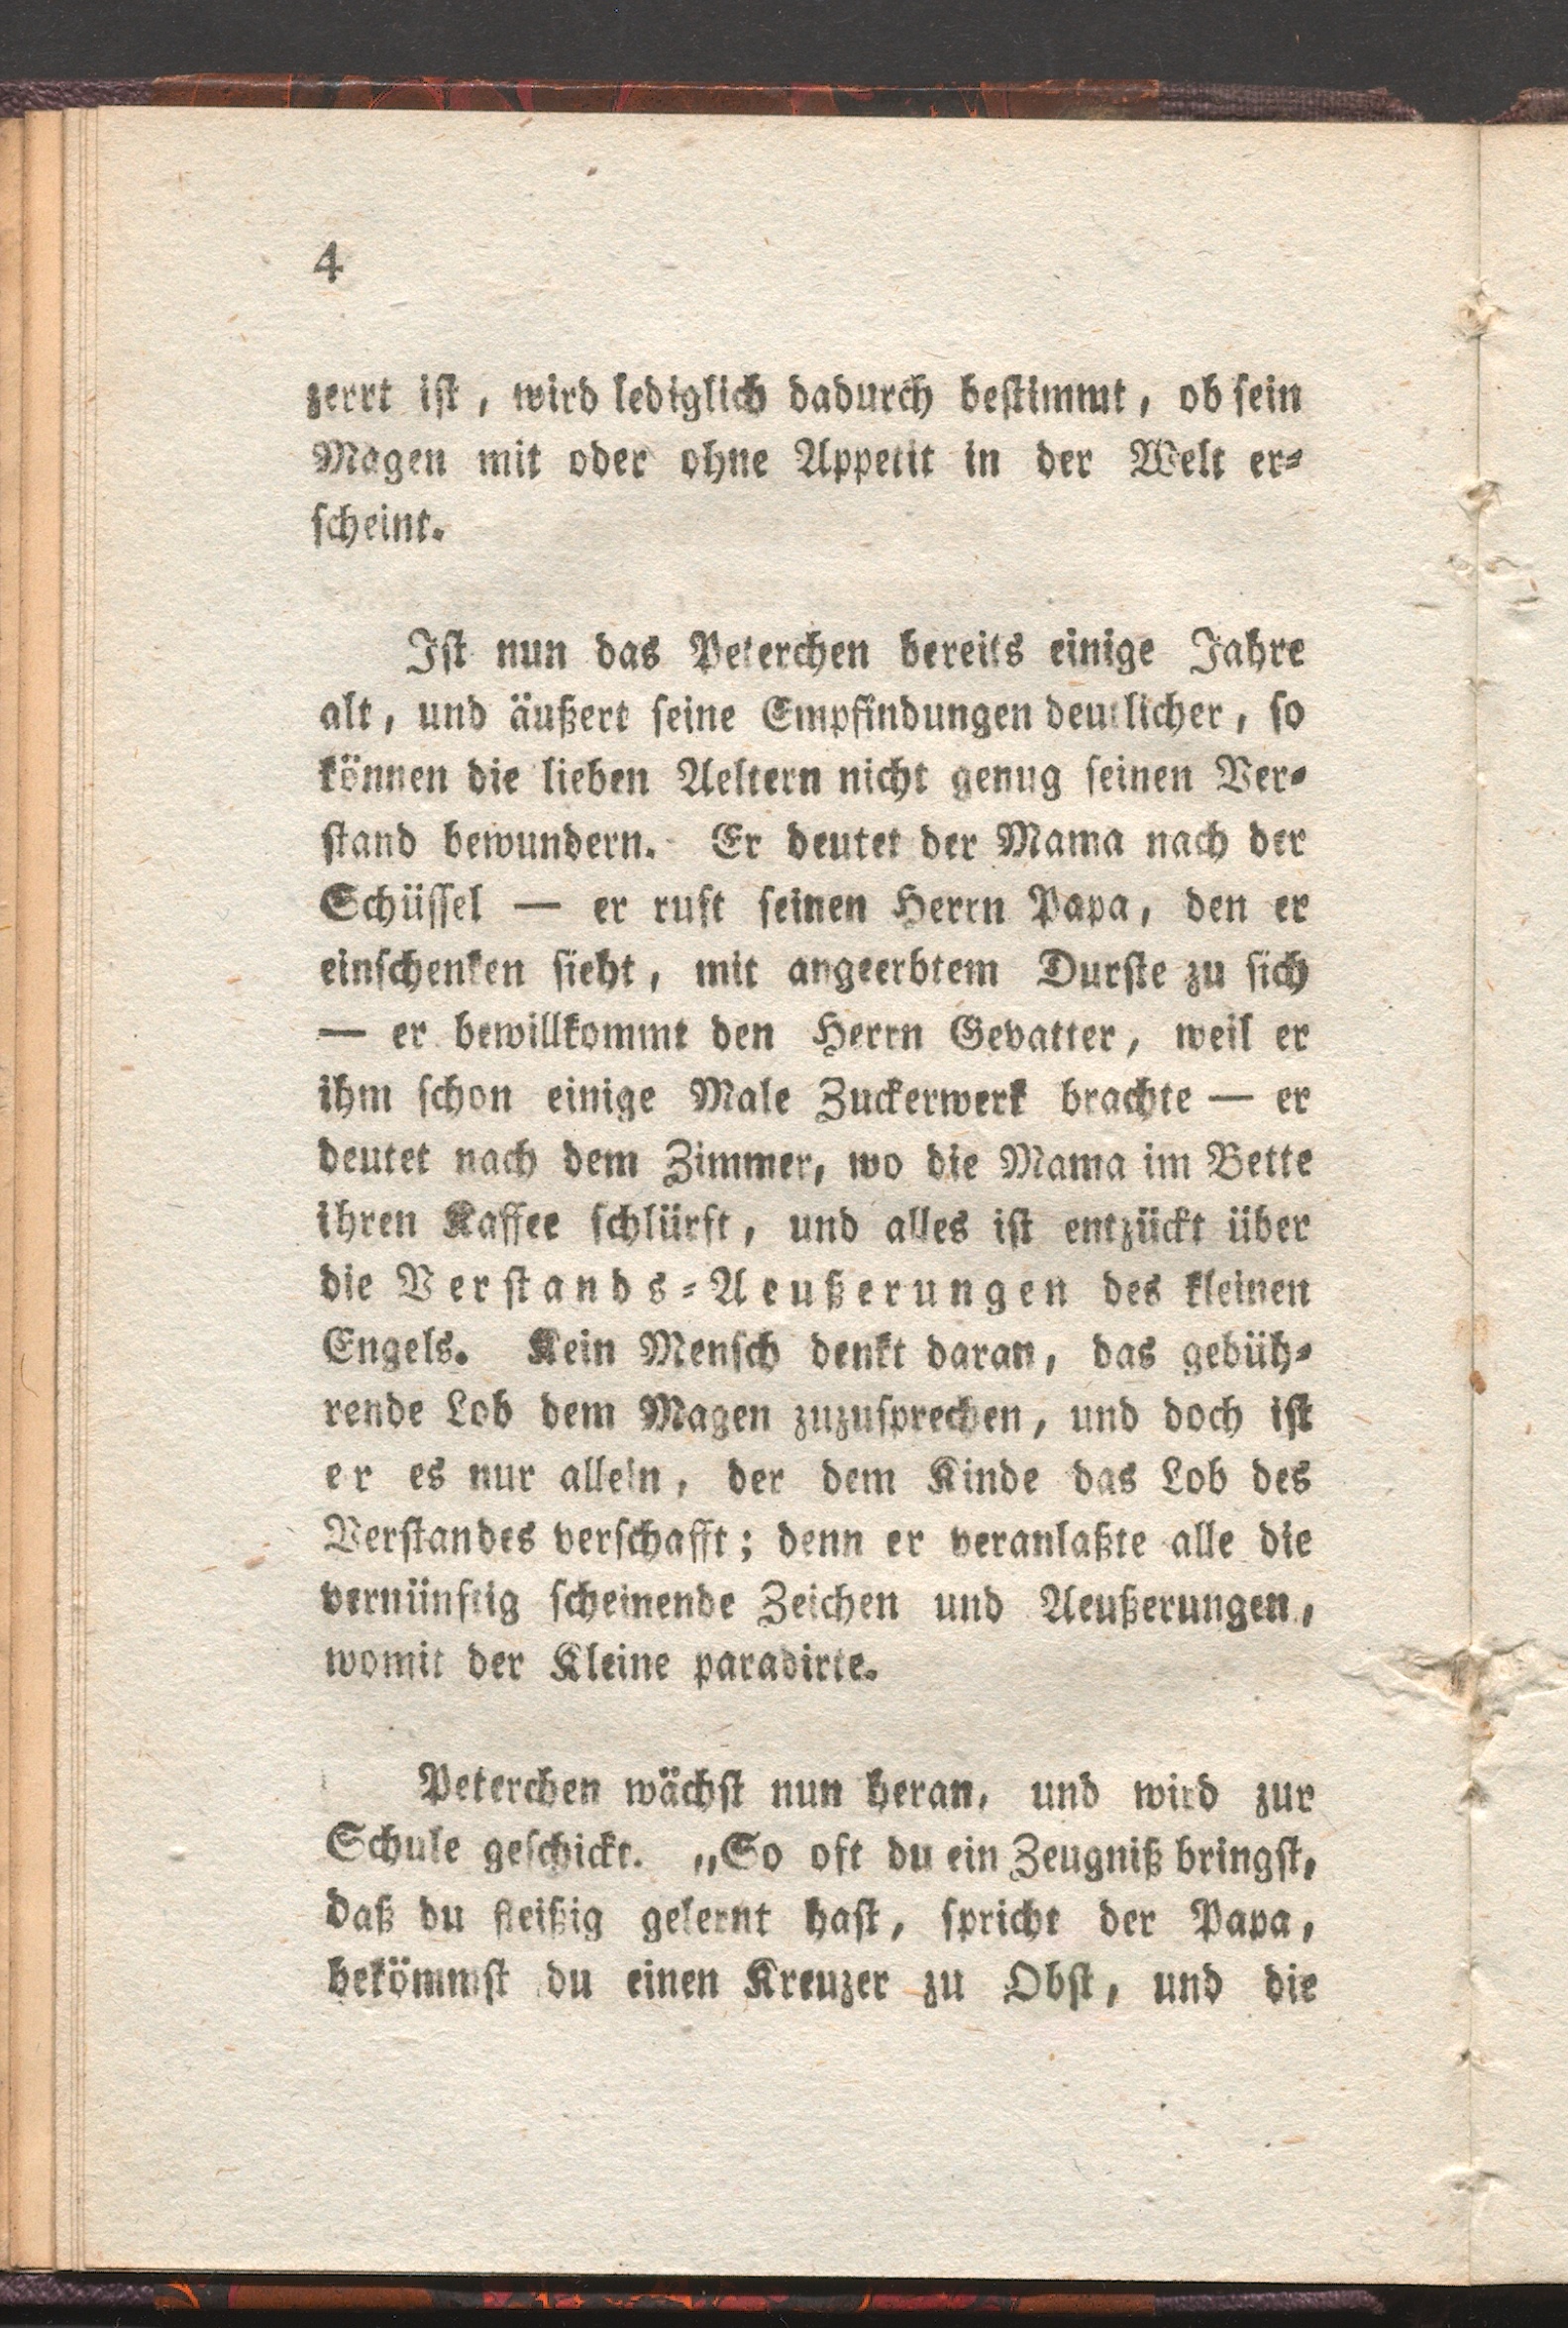 4
zerrt ist, wird lediglich dadurch bestimmt, ob sein
Magen mit oder ohne Appetit in der Welt er-
scheint.
Ist nun das Peterchen bereits einige Jahre
alt, und äußert seine Empfindungen deutlicher, so
können die lieben Aeltern nicht genug seinen Ver-
stand bewundern. Er deutet der Mama nach der
Schüssel — er ruft seinen Herrn Papa, den er
einschenken sieht, mit angeerbtem Durste zu sich
— er bewillkommt den Herrn Gevatter, weil er
ihm schon einige Male Zuckerwerk brachte — er
deutet nach dem Zimmer, wo die Mama im Bette
ihren Kaffee schlürft, und alles ist entzückt über
die Verstands-Aeußerungen des kleinen
Engels. Kein Mensch denkt daran, das gebüh-
rende Lob dem Magen zuzusprechen, und doch ist
er es nur allein, der dem Kinde das Lob des
Verstandes verschafft; denn er veranlaßte alle die
vernünftig scheinende Zeichen und Aeußerungen,
womit der Kleine paradirte.
Peterchen wächst nun heran, und wird zur
Schule geschickt. „So oft du ein Zeugniß bringst,
daß du fleißig gelernt hast, spricht der Papa,
bekömmst du einen Kreuzer zu Obst, und die